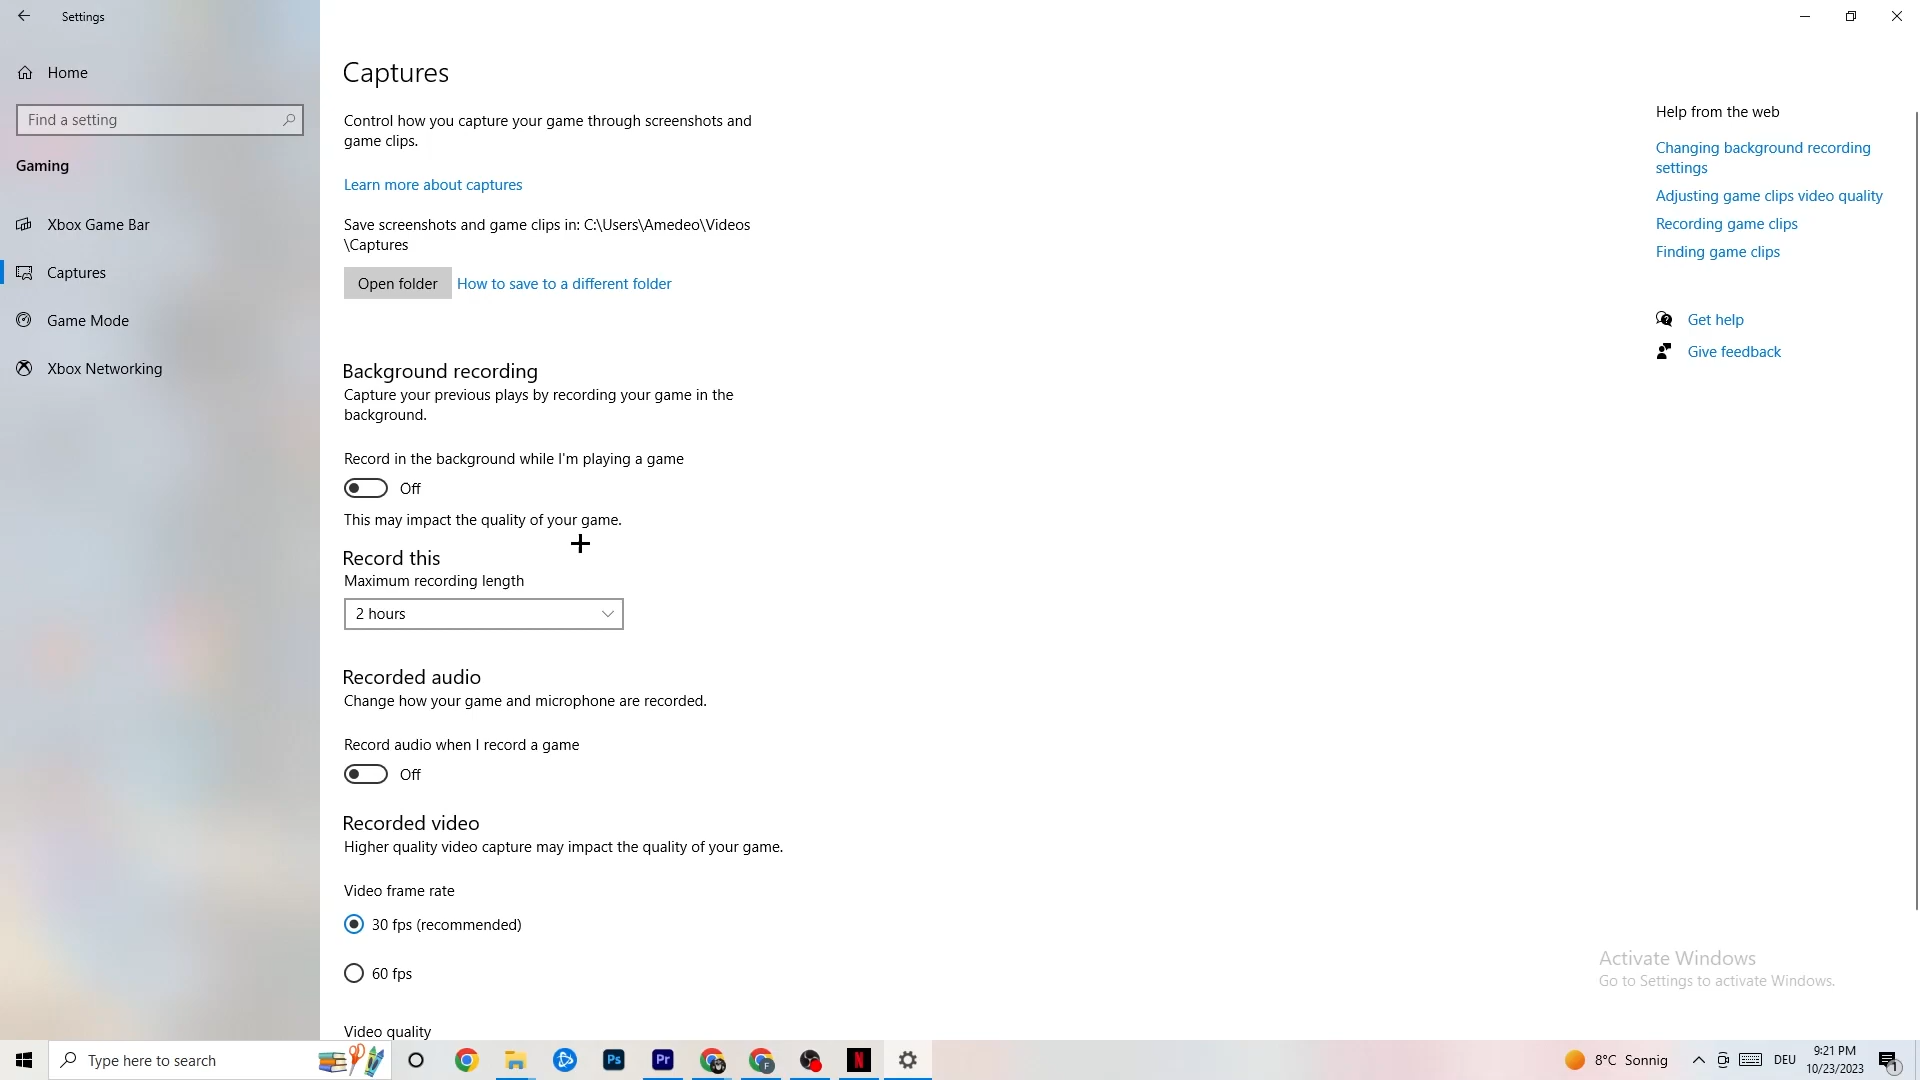 Settings
Home
Find a setting
Gaming
Xbox Game Bar
Captures
Game Mode
Xbox Networking
Captures
Control how you capture your game through screenshots and
game clips.
Learn more about captures
Save screenshots and game clips in: C:\Users\Amedeo\Videos
\Captures
Open folder
How to save to a different folder
Background recording
Capture your previous plays by recording your game in the
background.
Record in the background while I'm playing a game
Off
This may impact the quality of your game.
Record this
Maximum recording length
2 hours
Recorded audio
Change how your game and microphone are recorded.
Record audio when I record a game
Off
Recorded video
Higher quality video capture may impact the quality of your game.
Video frame rate
30 fps (recommended)
60 fps
Video quality
Help from the web
Changing background recording
settings
Adjusting game clips video quality
Recording game clips
Finding game clips
Get help
Give feedback
Activate Windows
Go to Settings to activate Windows.
Type here to search
Ps
Pr
F
N
8°C Sonnig
DEU
9:21 PM
10/23/2023
1